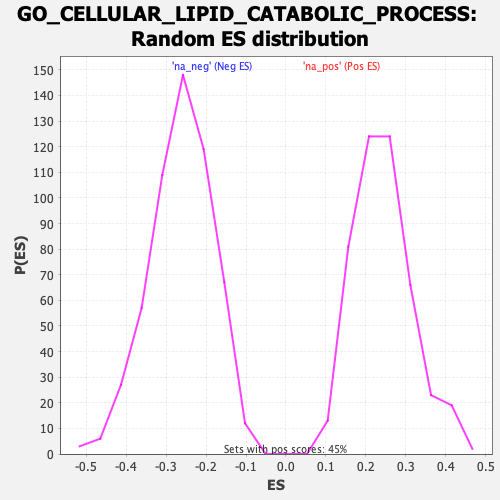 GO_CELLULAR_LIPID_CATABOLIC_PROCESS:
Random ES distribution
'na_neg' (Neg ES) 'na_pos' (Pos ES)
150
140
130
120
110
100
90
80
70
60
50
40
30
20
10
0
P(ES)
Sets with pos scores: 45%
-0.5 -0.4 -0.3 -0.2 -0.1 0.0 0.1 0.2 0.3 0.4 0.5
ES